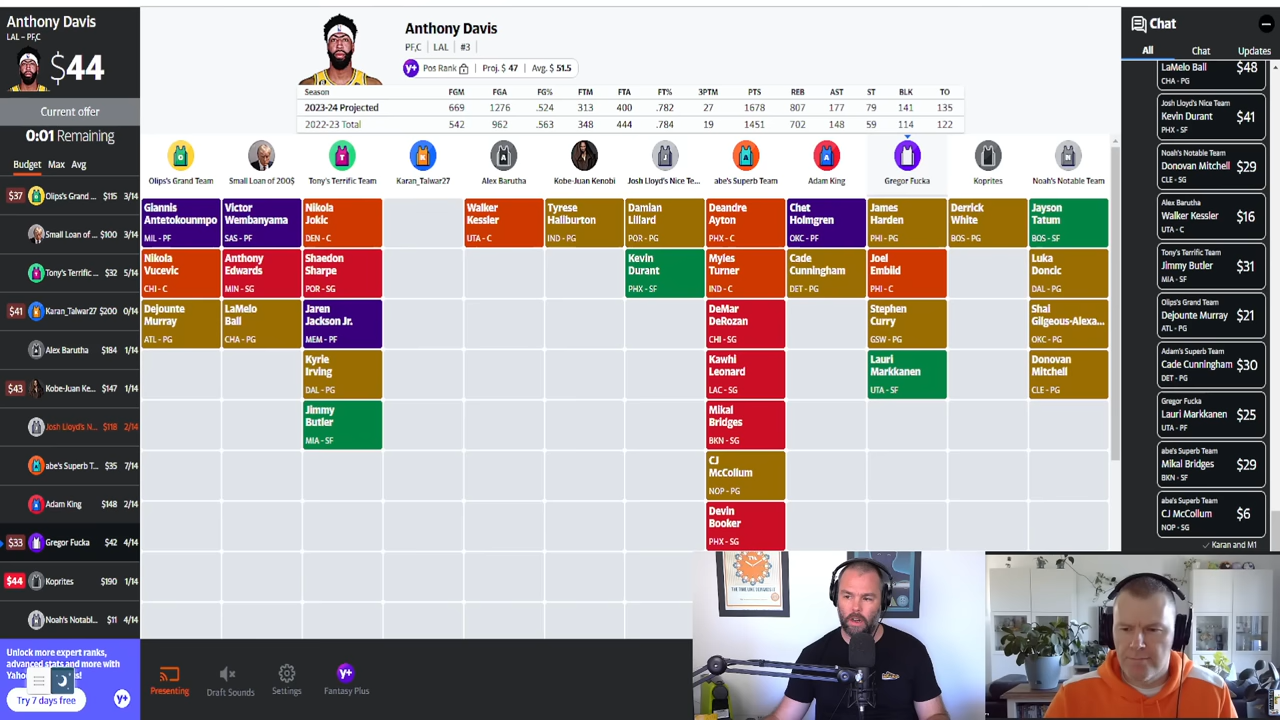 Anthony Davis
LAL – PF,C
$44
Current offer
0:01 Remaining
Budget Max Avg
$37 Olips's Grand ... $115 3/14
Small Loan of ... $100 3/14
Tony's Terrific ... $32 5/14
$41 Karan_Talwar27 $200 0/14
Alex Barutha $184 1/14
$43 Kobe-Juan Ke... $147 1/14
Josh Lloyd's N... $118 2/14
abe's Superb T... $35 7/14
Adam King $148 2/14
$33 Gregor Fucka $42 4/14
$44 Koprites $190 1/14
Noah's Notabl... $11 4/14
Unlock more expert ranks,
advanced stats and more with
Try 7 days free
y+
Anthony Davis
PF,C LAL #3
y+ Pos Rank Proj. $ 47 Avg. $ 51.5
Season FGM FGA FG% FTM FTA FT% 3PTM PTS REB AST ST BLK TO
2023-24 Projected 669 1276 .524 313 400 .782 27 1678 807 177 79 141 135
2022-23 Total 542 962 .563 348 444 .784 19 1451 702 148 59 114 122
Olips's Grand Team Small Loan of 200$ Tony's Terrific Team Karan_Talwar27 Alex Barutha Kobe-Juan Kenobi Josh Lloyd's Nice Te... abe's Superb Team Adam King Gregor Fucka Koprites Noah's Notable Team
Giannis Victor Nikola Walker Tyrese Damian Deandre Chet James Derrick Jayson
Antetokounmpo Wembanyama Jokic Kessler Haliburton Lillard Ayton Holmgren Harden White Tatum
MIL - PF SAS - PF DEN - C UTA - C IND - PG POR - PG PHX - C OKC - PF PHI - PG BOS - PG BOS - SF
Nikola Anthony Shaedon Kevin Myles Cade Joel Luka
Vucevic Edwards Sharpe Durant Turner Cunningham Embiid Doncic
CHI - C MIN - SG POR - SG PHX - SF IND - C DET - PG PHI - C DAL - PG
Dejounte LaMelo Jaren DeMar Stephen Shai
Murray Ball Jackson Jr. DeRozan Curry Gilgeous-Alexa...
ATL - PG CHA - PG MEM - PF CHI - SG GSW - PG OKC - PG
Kyrie Kawhi Lauri Donovan
Irving Leonard Markkanen Mitchell
DAL - PG LAC - SG UTA - SF CLE - PG
Jimmy Mikal
Butler Bridges
MIA - SF BKN - SG
CJ
McCollum
NOP - PG
Devin
Booker
PHX - SG
Presenting Draft Sounds Settings Fantasy Plus
Chat
All Chat Updates
LaMelo Ball $48
CHA - PG
Josh Lloyd's Nice Team
Kevin Durant $41
PHX - SF
Noah's Notable Team
Donovan Mitchell $29
CLE - SG
Alex Barutha
Walker Kessler $16
UTA - C
Tony's Terrific Team
Jimmy Butler $31
MIA - SF
Olips's Grand Team
Dejounte Murray $21
ATL - PG
Adam's Superb Team
Cade Cunningham $30
DET - PG
Gregor Fucka
Lauri Markkanen $25
UTA - PF
abe's Superb Team
Mikal Bridges $29
BKN - SF
abe's Superb Team
CJ McCollum $6
NOP - SG
Karan and M1